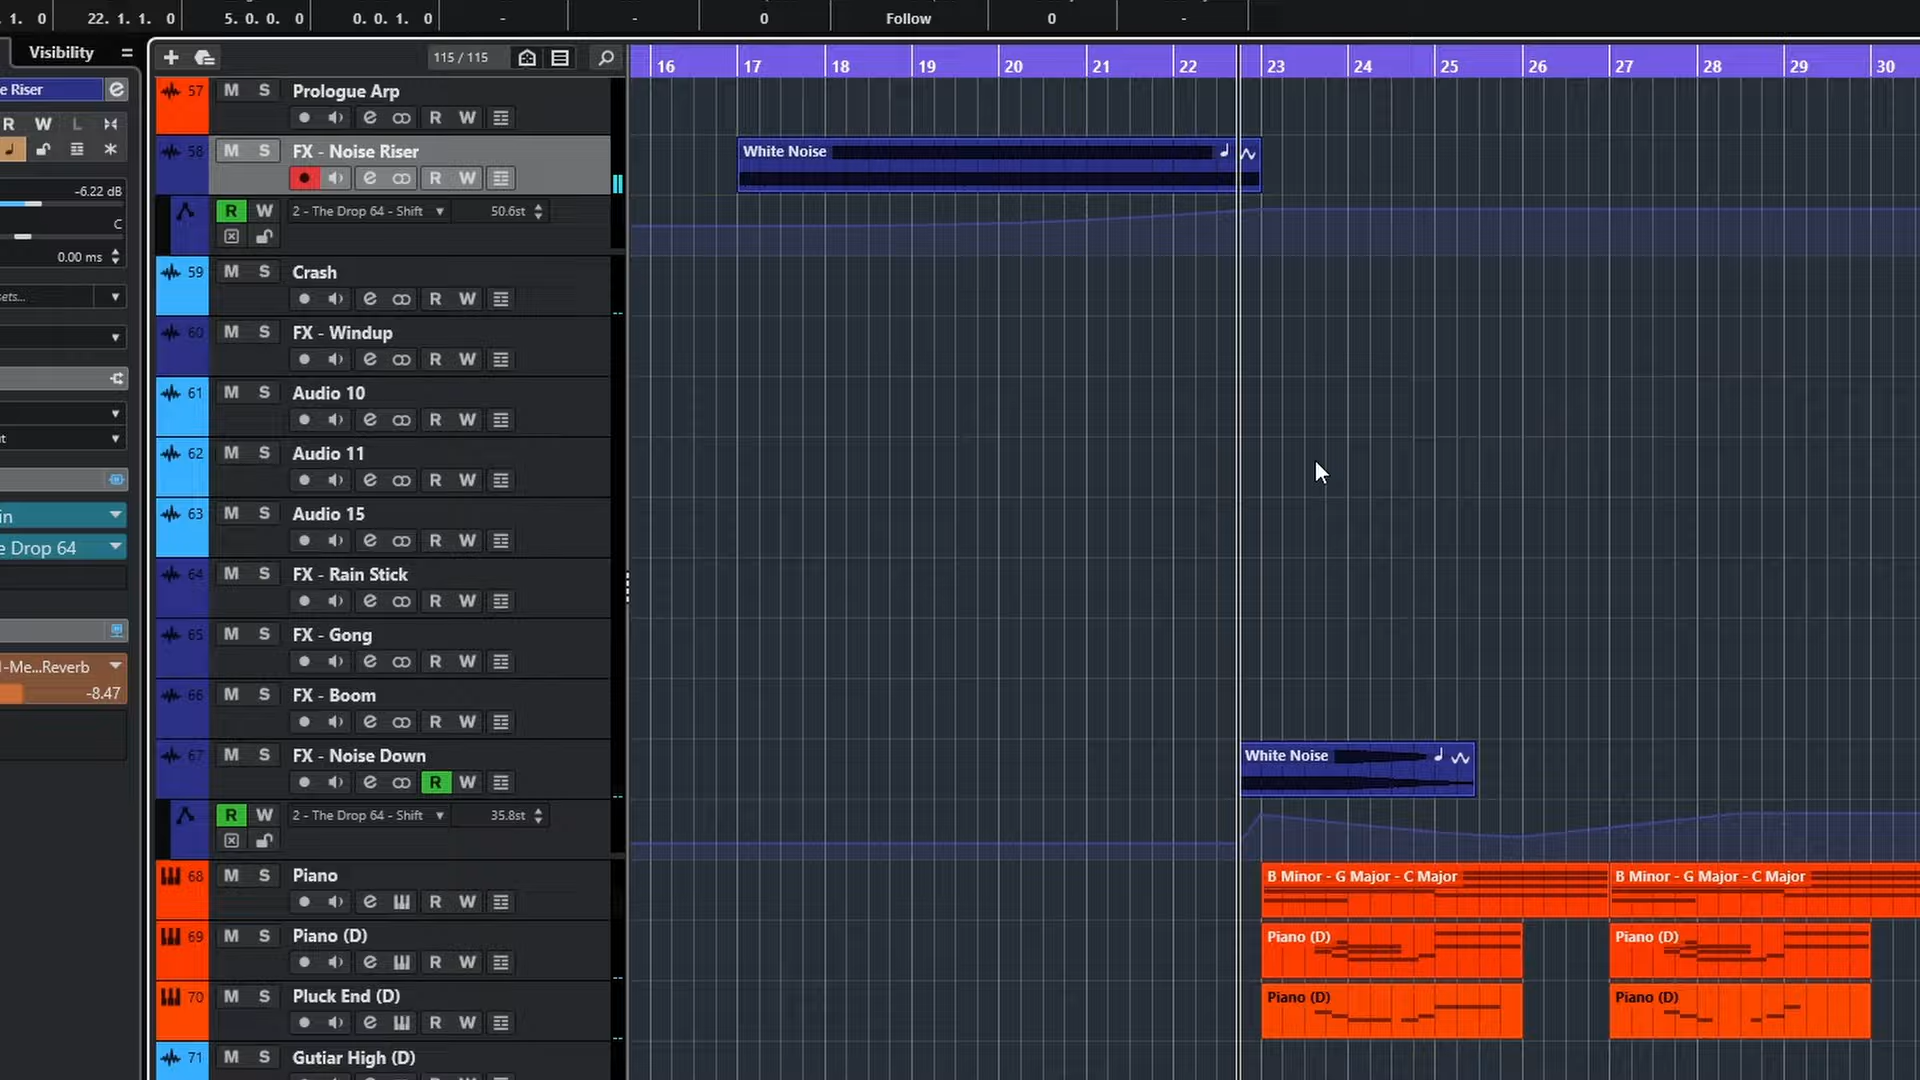 1. 0 22. 1. 1. 0 5. 0. 0. 0 0. 0. 1. 0 - - 0 Follow 0 -
Visibility 115 / 115 16 17 18 19 20 21 22 23 24 25 26 27 28 29 30
e Riser 57 M S Prologue Arp
R W L R W
58 M S FX - Noise Riser White Noise
R W
-6.22 dB
R W 2 - The Drop 64 - Shift 50.6st
C
0.00 ms
59 M S Crash
sets... R W
60 M S FX - Windup
R W
61 M S Audio 10
R W
62 M S Audio 11
R W
63 M S Audio 15
in
R W
e Drop 64
64 M S FX - Rain Stick
R W
65 M S FX - Gong
R W
-Me...Reverb
-8.47
66 M S FX - Boom
R W
67 M S FX - Noise Down White Noise
R W
R W 2 - The Drop 64 - Shift 35.8st
68 M S Piano B Minor - G Major - C Major B Minor - G Major - C Major
R W
69 M S Piano (D) Piano (D) Piano (D)
R W
70 M S Pluck End (D) Piano (D) Piano (D)
R W
71 M S Gutiar High (D)